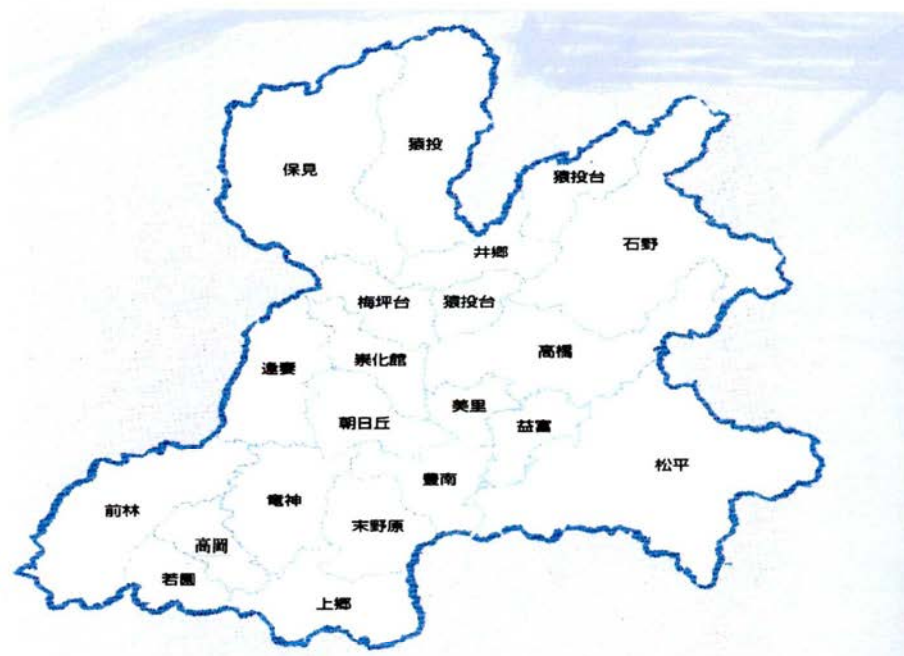 猿投
保見
猿投台
石野
井郷
梅坪台
猿投台
高橋
崇化館
逢妻
美里
朝日丘
益富
松平
豊南
竜神
前林
末野原
高岡
若園
上郷